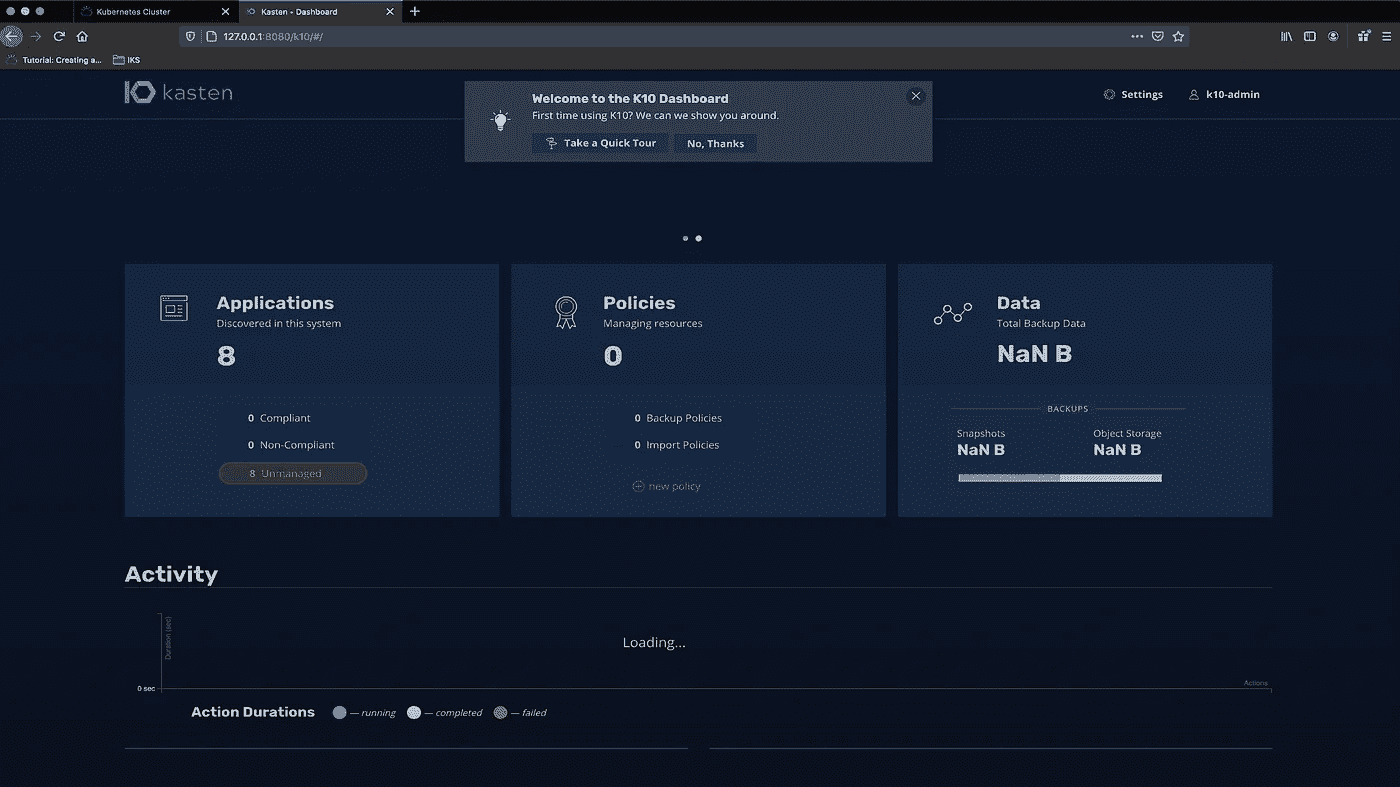 Kubernetes Cluster
Kasten - Dashboard
127.0.0.1:8080/k10/#/
Tutorial: Creating a...
IKS
kasten
Welcome to the K10 Dashboard
First time using K10? We can we show you around.
Take a Quick Tour
No, Thanks
Settings
k10-admin
Applications
Discovered in this system
8
0 Compliant
0 Non-Compliant
8 Unmanaged
Policies
Managing resources
0
0 Backup Policies
0 Import Policies
new policy
Data
Total Backup Data
NaN B
BACKUPS
Snapshots
NaN B
Object Storage
NaN B
Activity
Duration (sec)
Loading...
0 sec
Actions
Action Durations
— running
— completed
— failed